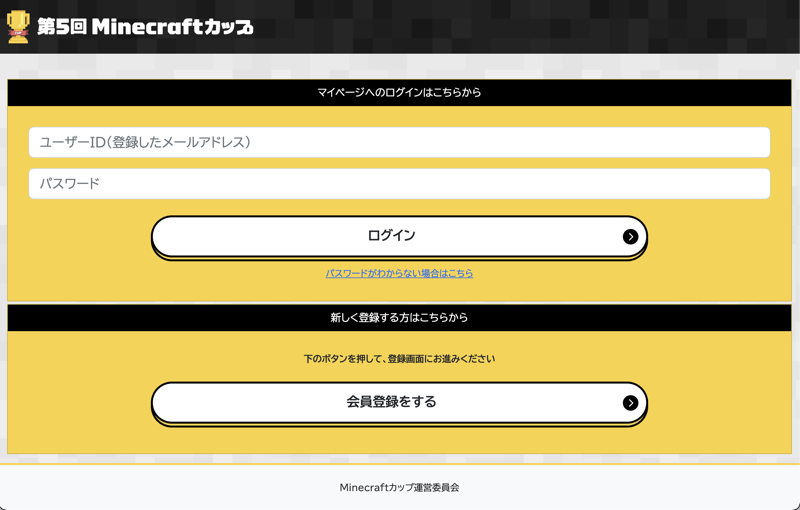 第5回 Minecraftカップ
マイページへのログインはこちらから
ユーザーID(登録したメールアドレス)
パスワード
ログイン
パスワードがわからない場合はこちら
新しく登録する方はこちらから
下のボタンを押して、登録画面にお進みください
会員登録をする
Minecraftカップ運営委員会